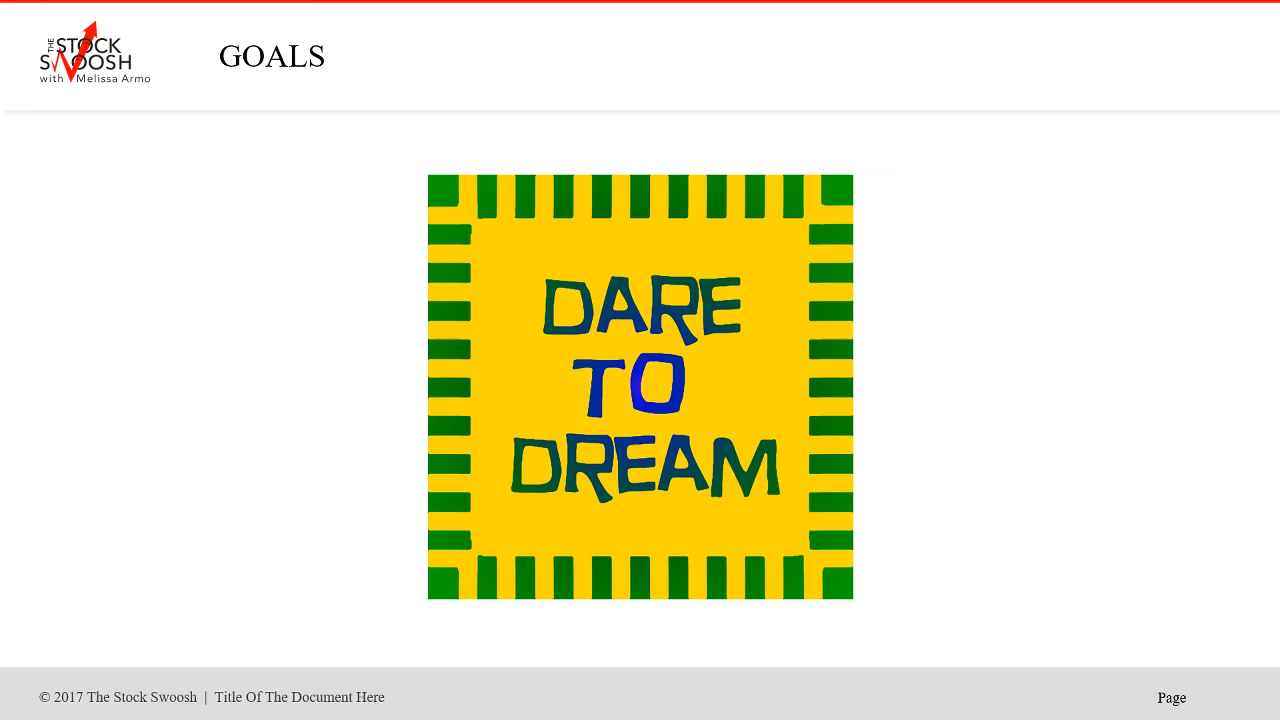 THE STOCK
SWOOSH
with Melissa Armo
GOALS
DARE
TO
DREAM
© 2017 The Stock Swoosh | Title Of The Document Here
Page